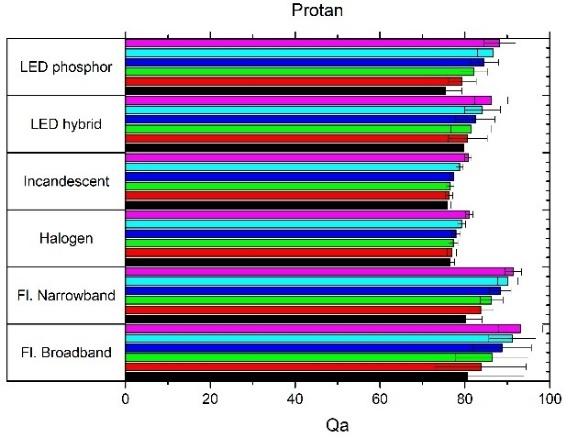 Protan
LED phosphor
LED hybrid
Incandescent
Halogen
Fl. Narrowband
Fl. Broadband
0 20 40 60 80 100
Qa